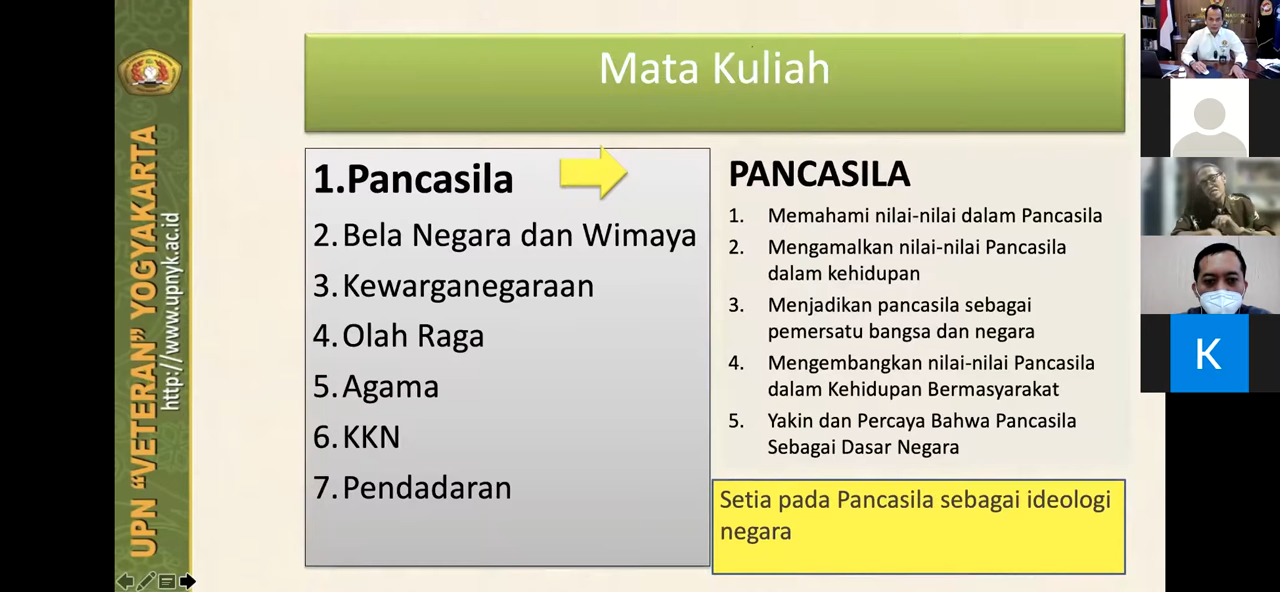 UPN "VETERAN" YOGYAKARTA
http://www.upnyk.ac.id
Mata Kuliah
1.Pancasila
2.Bela Negara dan Wimaya
3.Kewarganegaraan
4.Olah Raga
5.Agama
6.KKN
7.Pendadaran
PANCASILA
1. Memahami nilai-nilai dalam Pancasila
2. Mengamalkan nilai-nilai Pancasila
dalam kehidupan
3. Menjadikan pancasila sebagai
pemersatu bangsa dan negara
4. Mengembangkan nilai-nilai Pancasila
dalam Kehidupan Bermasyarakat
5. Yakin dan Percaya Bahwa Pancasila
Sebagai Dasar Negara
Setia pada Pancasila sebagai ideologi
negara
K